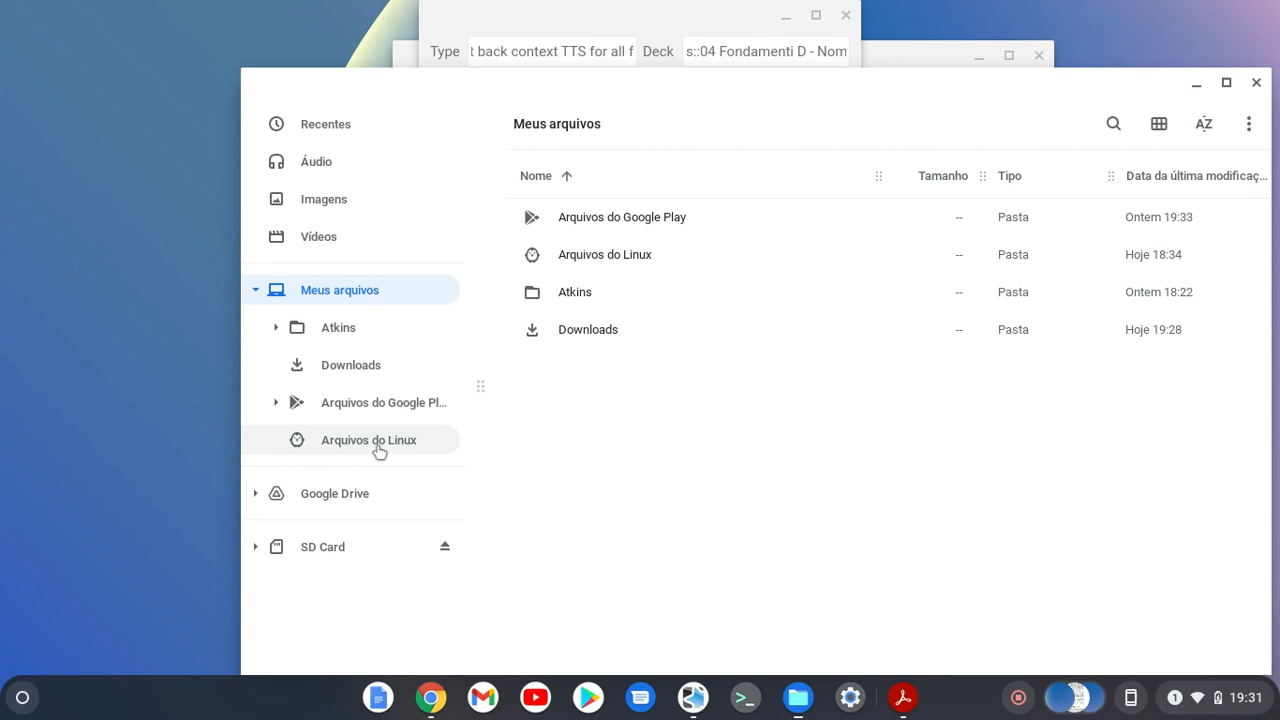 Type t back context TTS for all f Deck s::04 Fondamenti D - Nom
Recentes
Áudio
Imagens
Vídeos
Meus arquivos
Atkins
Downloads
Arquivos do Google Pl...
Arquivos do Linux
Google Drive
SD Card
Meus arquivos
AZ
Nome Tamanho Tipo Data da última modificaç...
Arquivos do Google Play -- Pasta Ontem 19:33
Arquivos do Linux -- Pasta Hoje 18:34
Atkins -- Pasta Ontem 18:22
Downloads -- Pasta Hoje 19:28
1 19:31